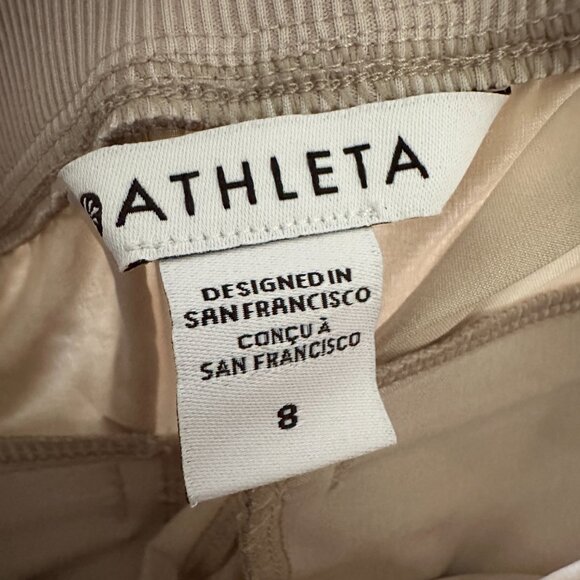 ATHLETA
DESIGNED IN
SAN FRANCISCO
CONÇU À
SAN FRANCISCO
8